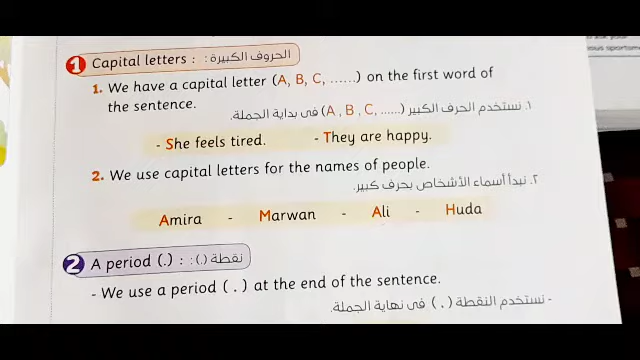 1 Capital letters : الحروف الكبيرة :
1. We have a capital letter (A, B, C, ......) on the first word of
the sentence.
١. نستخدم الحرف الكبير (A , B , C, ......) فى بداية الجملة.
- She feels tired. - They are happy.
2. We use capital letters for the names of people.
٢. نبدأ أسماء الأشخاص بحرف كبير.
Amira - Marwan - Ali - Huda
2 A period (.) : نقطة (.) :
- We use a period ( . ) at the end of the sentence.
- نستخدم النقطة ( . ) فى نهاية الجملة.